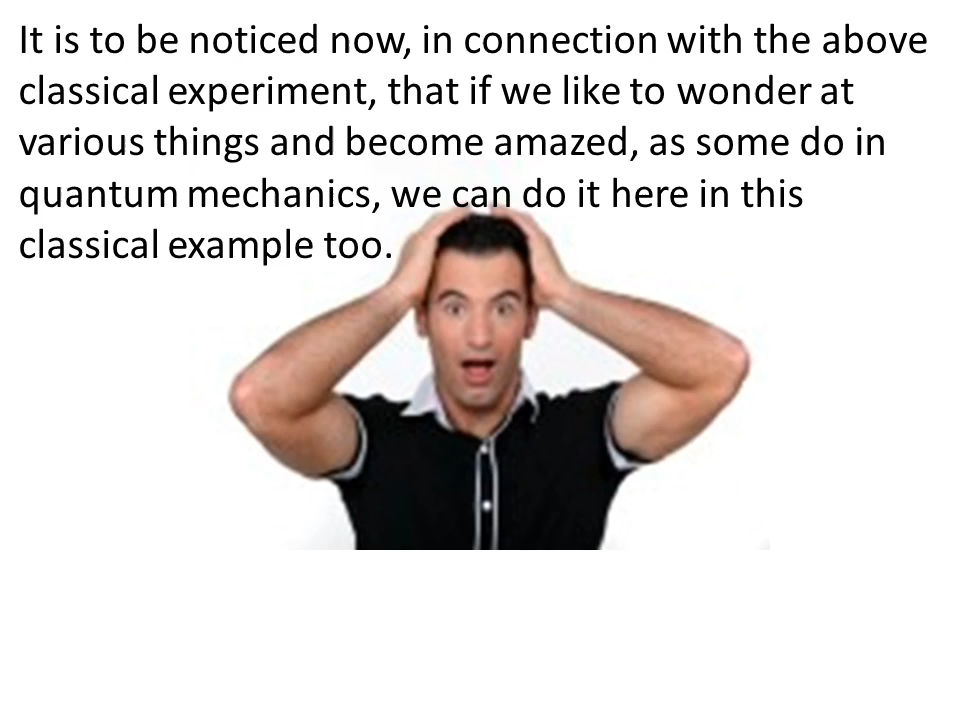 It is to be noticed now, in connection with the above
classical experiment, that if we like to wonder at
various things and become amazed, as some do in
quantum mechanics, we can do it here in this
classical example too.